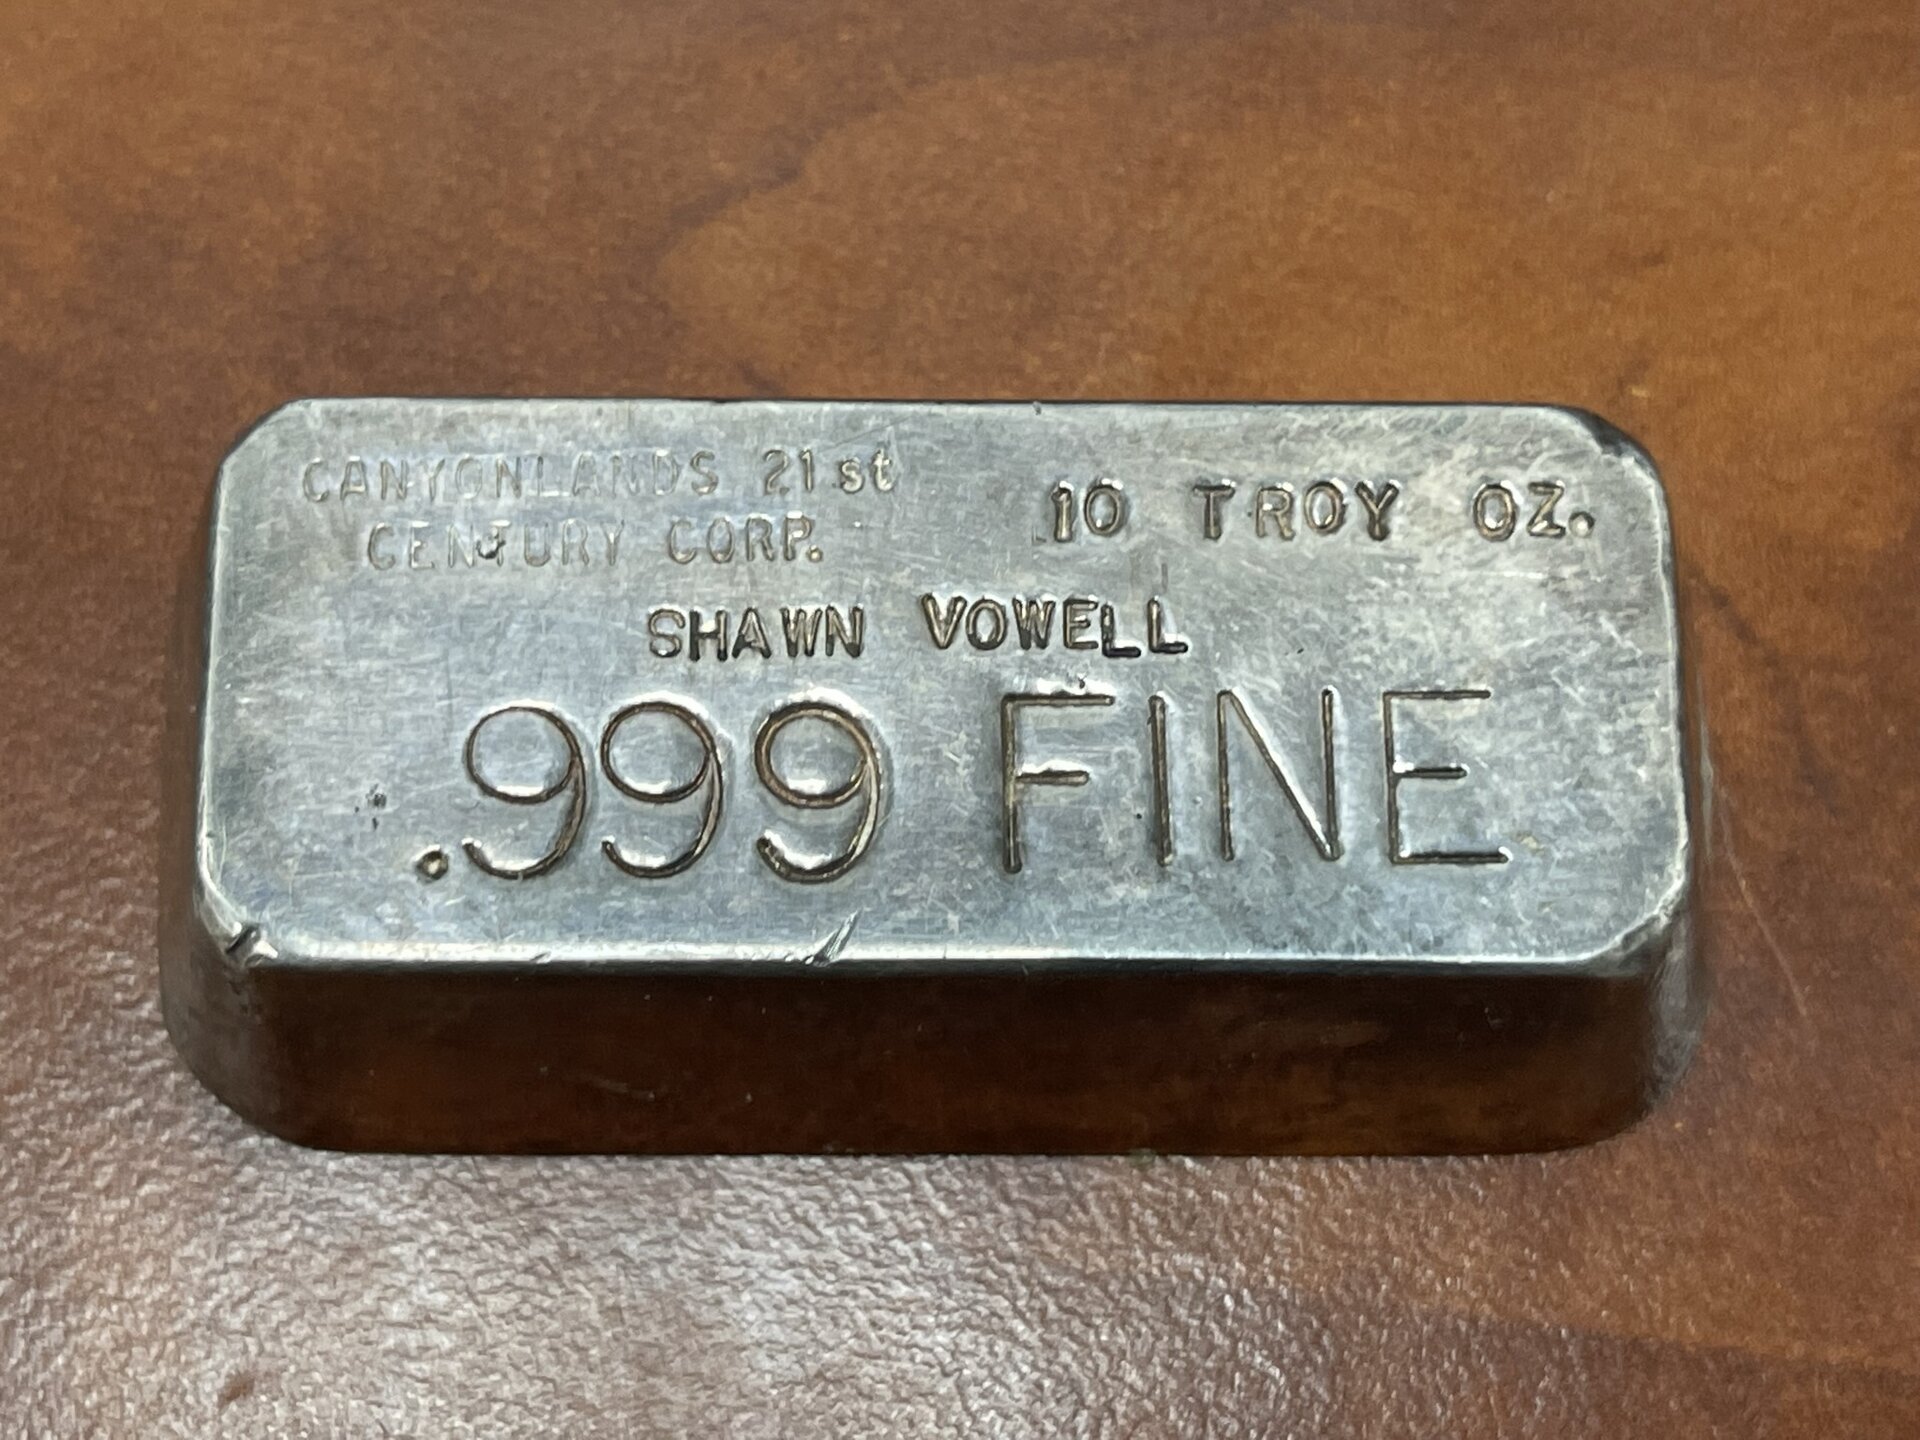 CANYONLANDS 21st
CENTURY CORP.
10 TROY OZ.
SHAWN VOWELL
.999 FINE